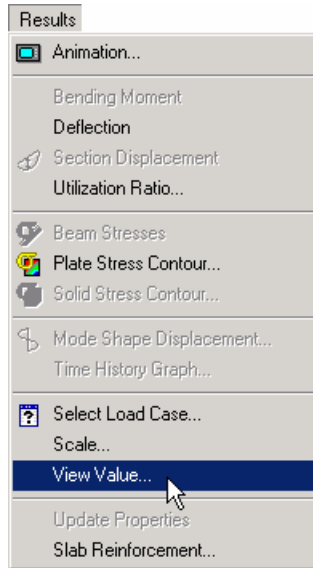 Results
Animation...
Bending Moment
Deflection
Section Displacement
Utilization Ratio...
Beam Stresses
Plate Stress Contour...
Solid Stress Contour...
Mode Shape Displacement...
Time History Graph...
Select Load Case...
Scale...
View Value...
Update Properties
Slab Reinforcement...